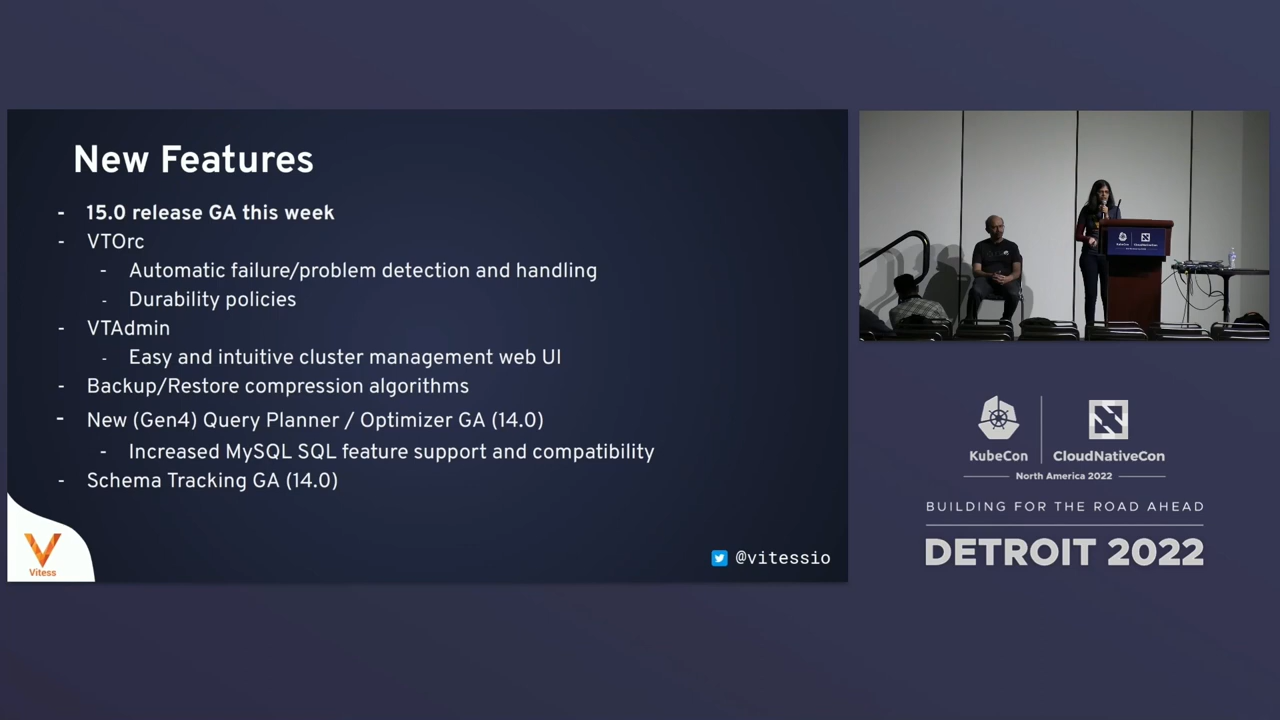 New Features
- 15.0 release GA this week
- VTOrc
- Automatic failure/problem detection and handling
- Durability policies
- VTAdmin
- Easy and intuitive cluster management web UI
- Backup/Restore compression algorithms
- New (Gen4) Query Planner / Optimizer GA (14.0)
- Increased MySQL SQL feature support and compatibility
- Schema Tracking GA (14.0)
Vitess
@vitessio
KubeCon CloudNativeCon
North America 2022
BUILDING FOR THE ROAD AHEAD
DETROIT 2022